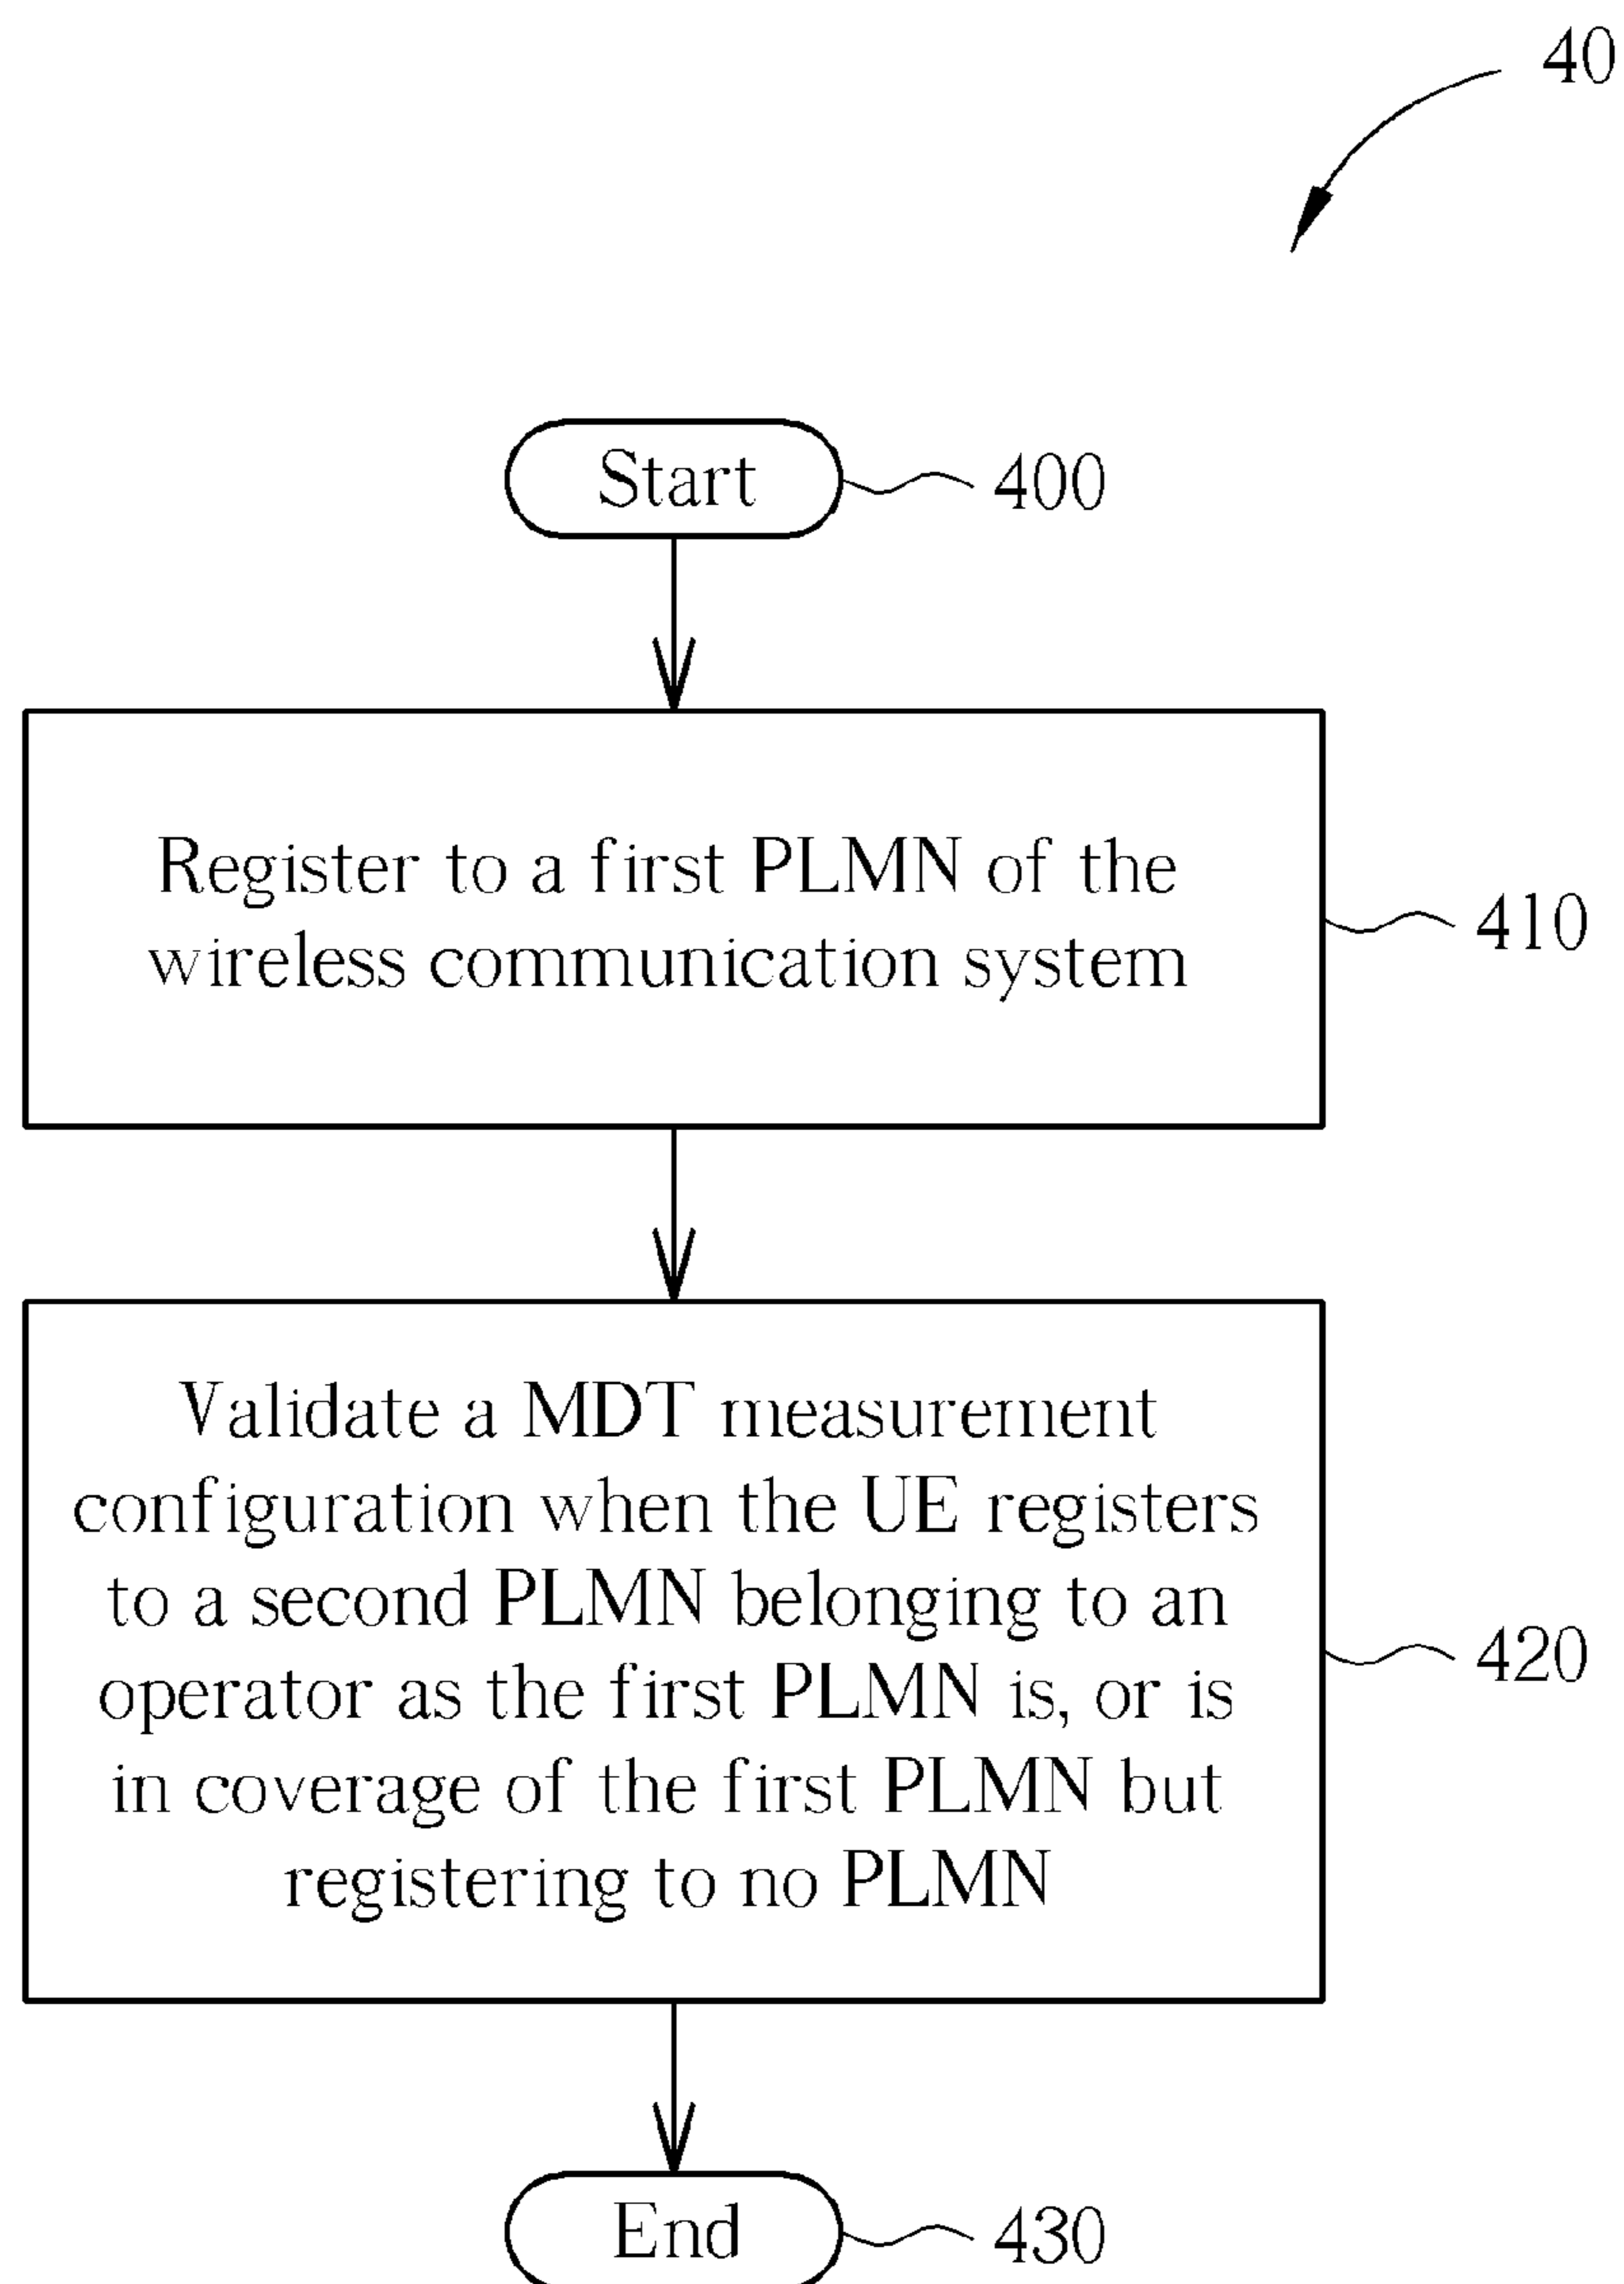 40
Start
400
Register to a first PLMN of the
wireless communication system
410
Validate a MDT measurement
configuration when the UE registers
to a second PLMN belonging to an
operator as the first PLMN is, or is
in coverage of the first PLMN but
registering to no PLMN
420
End
430